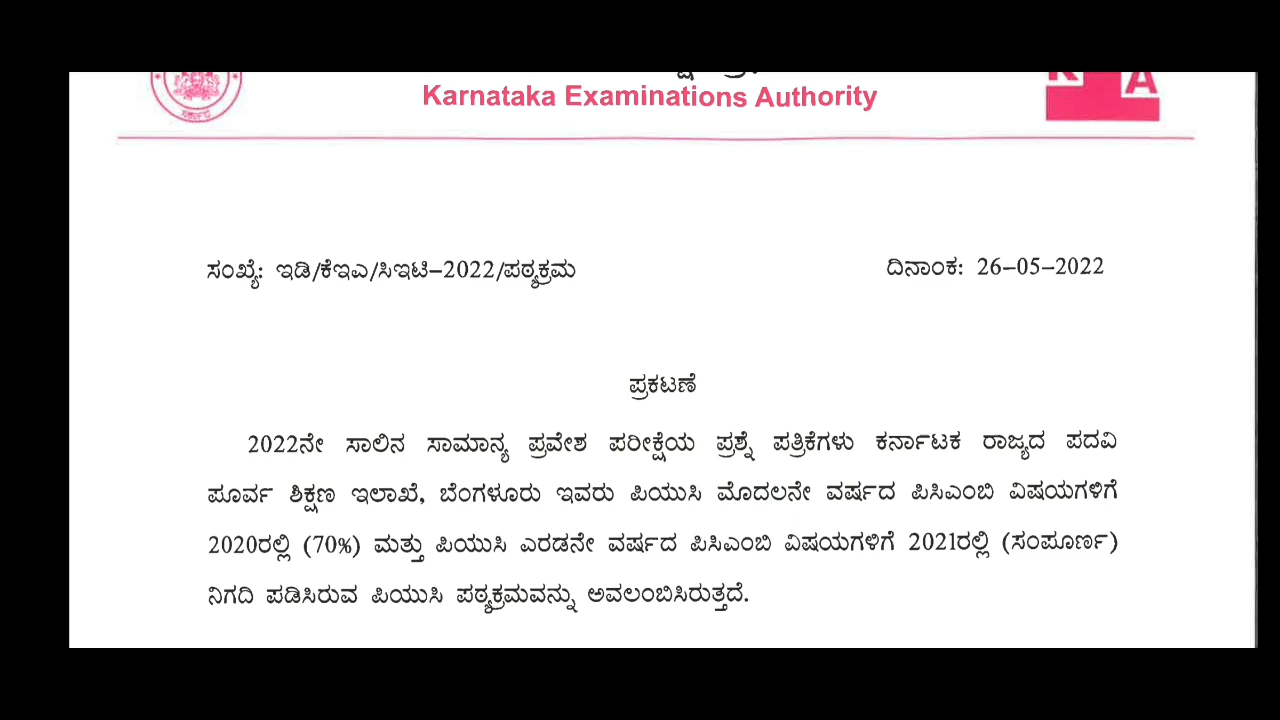 Karnataka Examinations Authority
ಸಂಖ್ಯೆ: ಇಡಿ/ಕೆಇಎ/ಸಿಇಟಿ–2022/ಪಠ್ಯಕ್ರಮ
ದಿನಾಂಕ: 26–05–2022
ಪ್ರಕಟಣೆ
2022ನೇ ಸಾಲಿನ ಸಾಮಾನ್ಯ ಪ್ರವೇಶ ಪರೀಕ್ಷೆಯ ಪ್ರಶ್ನೆ ಪತ್ರಿಕೆಗಳು ಕರ್ನಾಟಕ ರಾಜ್ಯದ ಪದವಿ
ಪೂರ್ವ ಶಿಕ್ಷಣ ಇಲಾಖೆ, ಬೆಂಗಳೂರು ಇವರು ಪಿಯುಸಿ ಮೊದಲನೇ ವರ್ಷದ ಪಿಸಿಎಂಬಿ ವಿಷಯಗಳಿಗೆ
2020ರಲ್ಲಿ (70%) ಮತ್ತು ಪಿಯುಸಿ ಎರಡನೇ ವರ್ಷದ ಪಿಸಿಎಂಬಿ ವಿಷಯಗಳಿಗೆ 2021ರಲ್ಲಿ (ಸಂಪೂರ್ಣ)
ನಿಗದಿ ಪಡಿಸಿರುವ ಪಿಯುಸಿ ಪಠ್ಯಕ್ರಮವನ್ನು ಅವಲಂಬಿಸಿರುತ್ತದೆ.